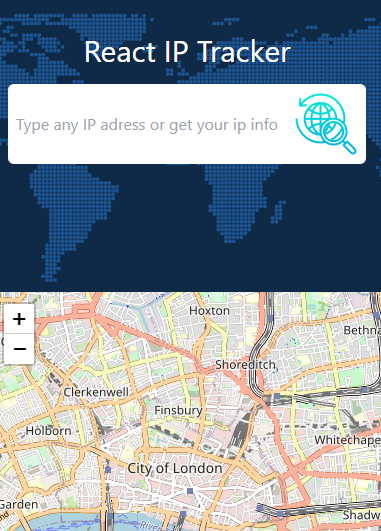 React IP Tracker
Type any IP adress or get your ip info
+
−
Hoxton
Bethna
Shoreditch
Clerkenwell
Finsbury
Holborn
Whitechape
City of London
Garden
Shadw
River